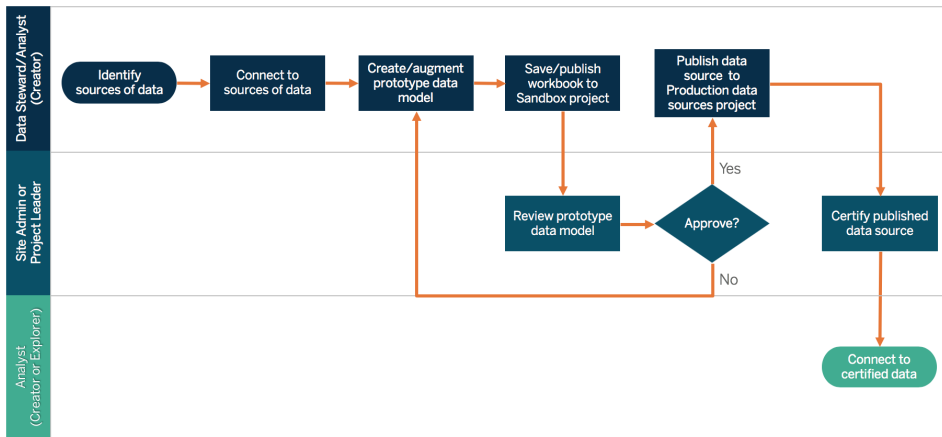 Data Steward/Analyst
(Creator)
Identify
sources of data
Connect to
sources of data
Create/augment
prototype data
model
Save/publish
workbook to
Sandbox project
Publish data
source to
Production data
sources project
Site Admin or
Project Leader
Review prototype
data model
Approve?
Yes
No
Certify published
data source
Analyst
(Creator or Explorer)
Connect to
certified data